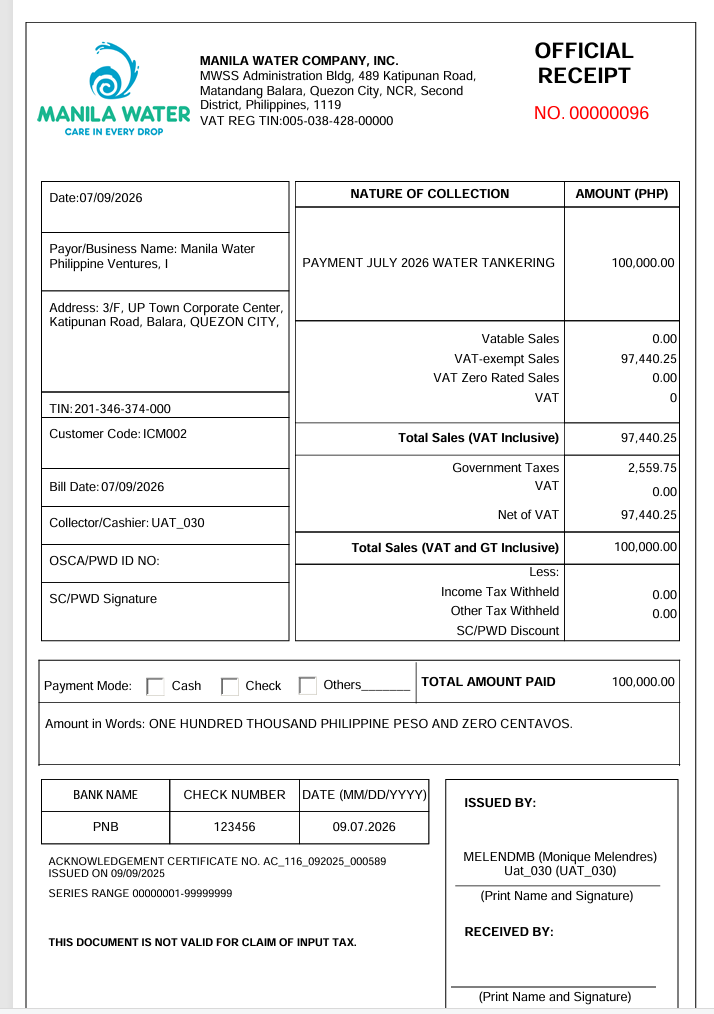 MANILA WATER
CARE IN EVERY DROP
MANILA WATER COMPANY, INC.
MWSS Administration Bldg, 489 Katipunan Road,
Matandang Balara, Quezon City, NCR, Second
District, Philippines, 1119
VAT REG TIN:005-038-428-00000
OFFICIAL
RECEIPT
NO. 00000096
Date:07/09/2026
Payor/Business Name: Manila Water
Philippine Ventures, I
Address: 3/F, UP Town Corporate Center,
Katipunan Road, Balara, QUEZON CITY,
TIN:201-346-374-000
Customer Code: ICM002
Bill Date: 07/09/2026
Collector/Cashier: UAT_030
OSCA/PWD ID NO:
SC/PWD Signature
NATURE OF COLLECTION AMOUNT (PHP)
PAYMENT JULY 2026 WATER TANKERING 100,000.00
Vatable Sales 0.00
VAT-exempt Sales 97,440.25
VAT Zero Rated Sales 0.00
VAT 0
Total Sales (VAT Inclusive) 97,440.25
Government Taxes 2,559.75
VAT 0.00
Net of VAT 97,440.25
Total Sales (VAT and GT Inclusive) 100,000.00
Less:
Income Tax Withheld 0.00
Other Tax Withheld 0.00
SC/PWD Discount
Payment Mode: Cash Check Others_______ TOTAL AMOUNT PAID 100,000.00
Amount in Words: ONE HUNDRED THOUSAND PHILIPPINE PESO AND ZERO CENTAVOS.
BANK NAME CHECK NUMBER DATE (MM/DD/YYYY)
PNB 123456 09.07.2026
ACKNOWLEDGEMENT CERTIFICATE NO. AC_116_092025_000589
ISSUED ON 09/09/2025
SERIES RANGE 00000001-99999999
THIS DOCUMENT IS NOT VALID FOR CLAIM OF INPUT TAX.
ISSUED BY:
MELENDMB (Monique Melendres)
Uat_030 (UAT_030)
(Print Name and Signature)
RECEIVED BY:
(Print Name and Signature)